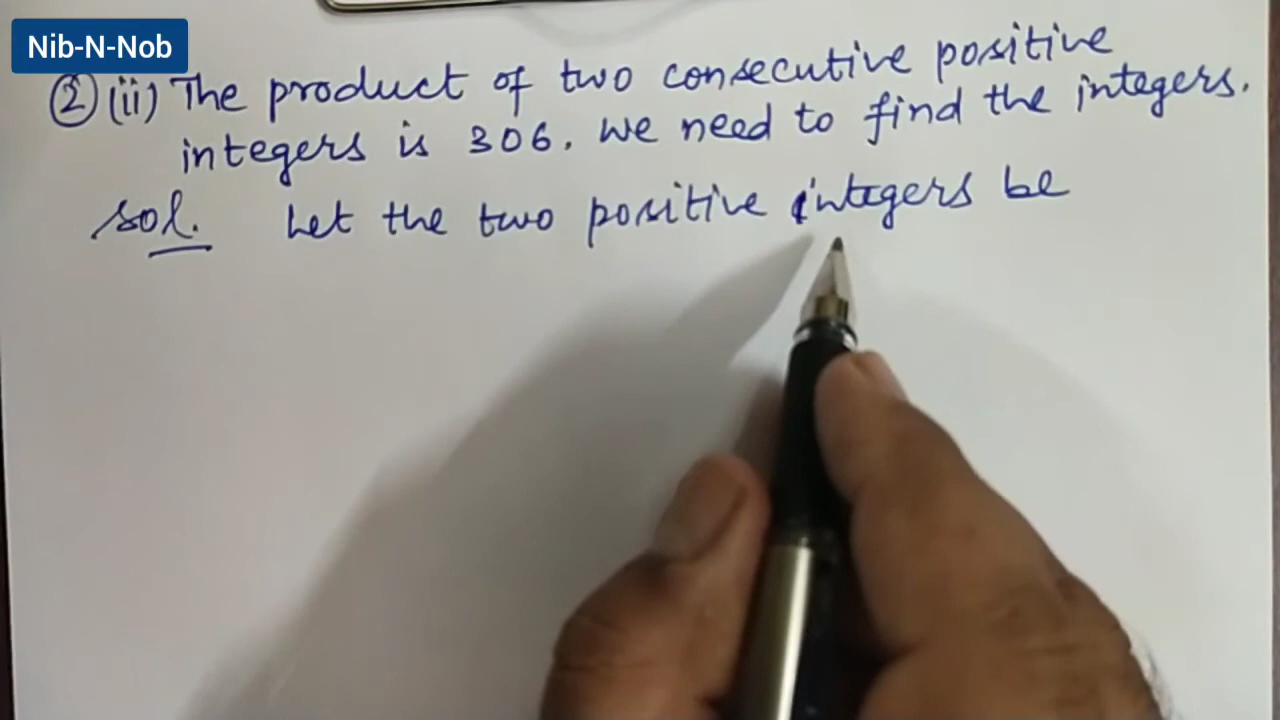 Nib-N-Nob
② (ii) The product of two consecutive positive
integers is 306. We need to find the integers.
Sol. Let the two positive integers be